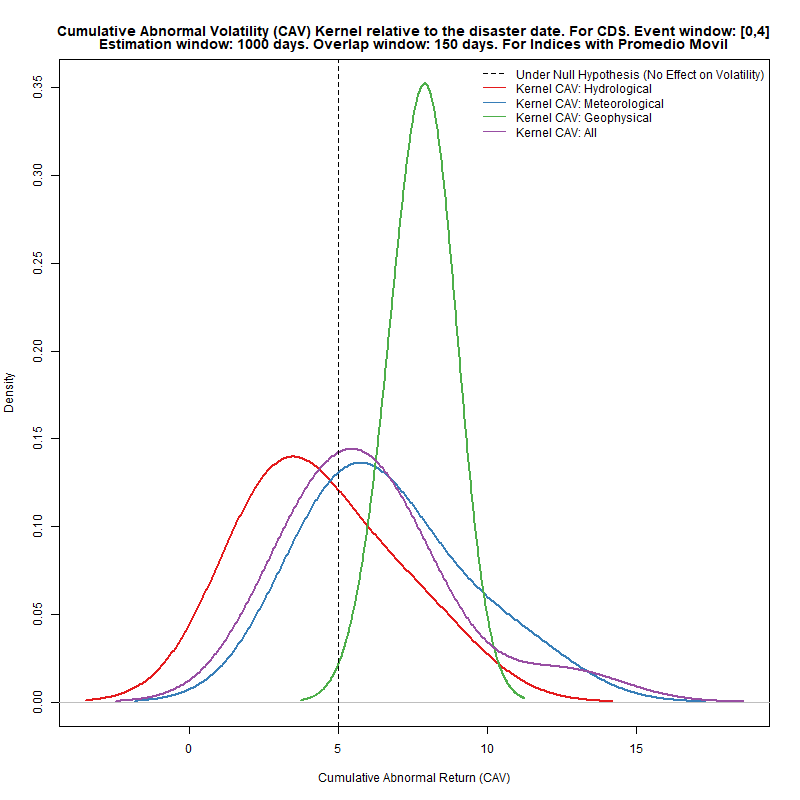 Cumulative Abnormal Volatility (CAV) Kernel relative to the disaster date. For CDS. Event window: [0,4]
Estimation window: 1000 days. Overlap window: 150 days. For Indices with Promedio Movil
Under Null Hypothesis (No Effect on Volatility)
Kernel CAV: Hydrological
Kernel CAV: Meteorological
Kernel CAV: Geophysical
Kernel CAV: All
Density
0.35
0.30
0.25
0.20
0.15
0.10
0.05
0.00
0 5 10 15
Cumulative Abnormal Return (CAV)